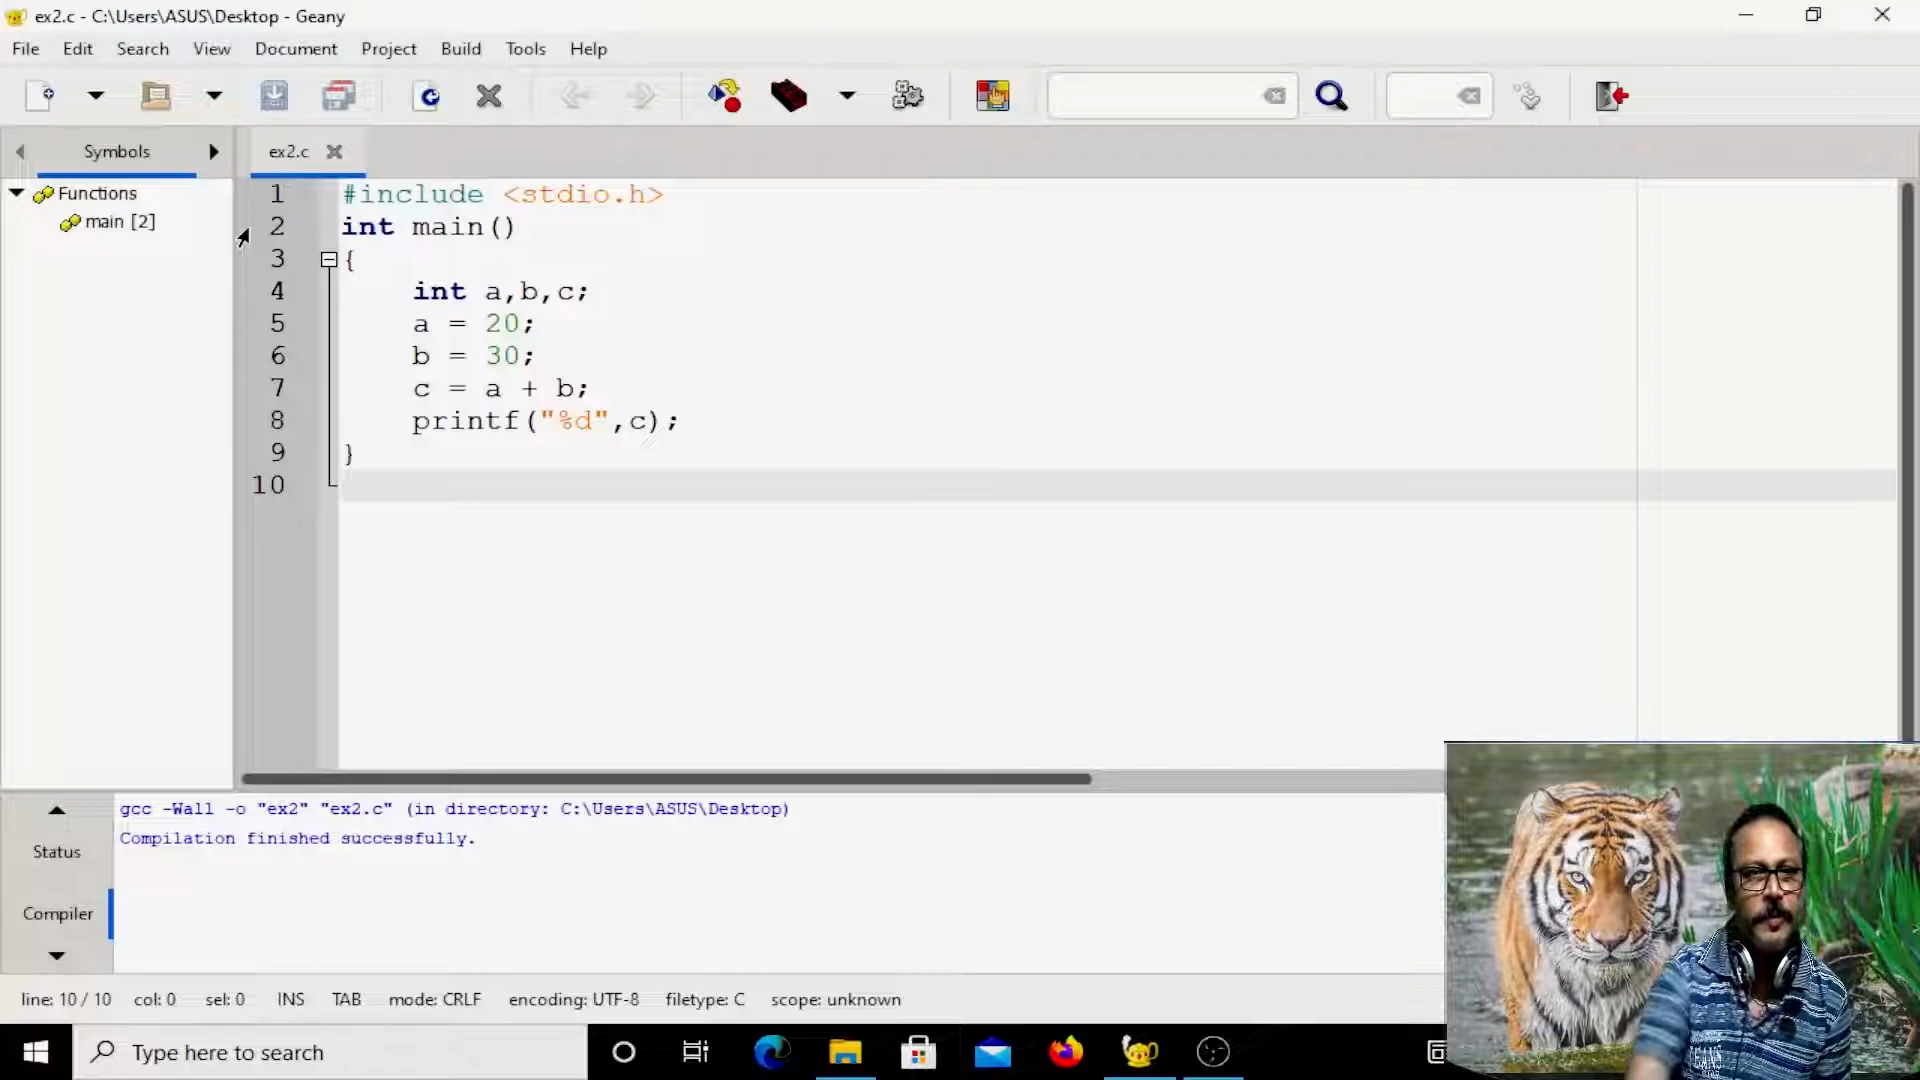 ex2.c - C:\Users\ASUS\Desktop - Geany
File Edit Search View Document Project Build Tools Help
Symbols
ex2.c
Functions
main [2]
1 #include <stdio.h>
2 int main()
3 {
4 int a,b,c;
5 a = 20;
6 b = 30;
7 c = a + b;
8 printf("%d",c);
9 }
10
gcc -Wall -o "ex2" "ex2.c" (in directory: C:\Users\ASUS\Desktop)
Compilation finished successfully.
Status
Compiler
line: 10 / 10 col: 0 sel: 0 INS TAB mode: CRLF encoding: UTF-8 filetype: C scope: unknown
Type here to search